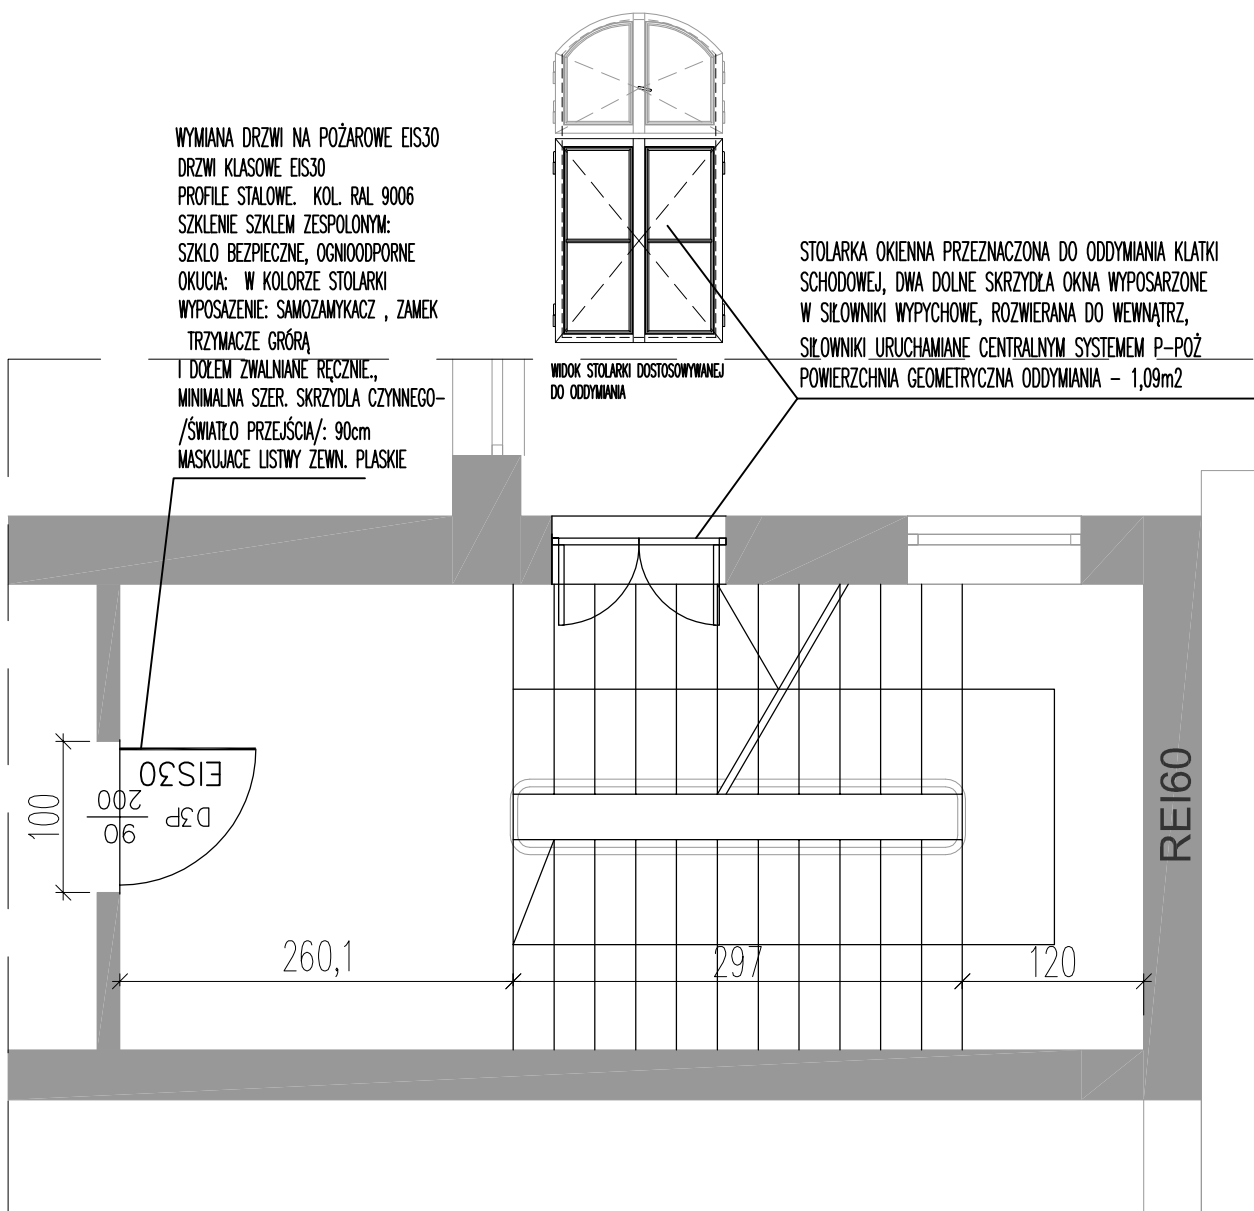 WYMIANA DRZWI NA POŻAROWE EIS30
DRZWI KLASOWE EIS30
PROFILE STALOWE. KOL. RAL 9006
SZKLENIE SZKLEM ZESPOLONYM:
SZKLO BEZPIECZNE, OGNIOODPORNE
OKUCIA: W KOLORZE STOLARKI
WYPOSAZENIE: SAMOZAMYKACZ , ZAMEK
TRZYMACZE GRÓRĄ
I DOŁEM ZWALNIANE RĘCZNIE.,
MINIMALNA SZER. SKRZYDLA CZYNNEGO-
/ŚWIATŁO PRZEJŚCIA/: 90cm
MASKUJACE LISTWY ZEWN. PLASKIE
WIDOK STOLARKI DOSTOSOWYWANEJ
DO ODDYMIANIA
STOLARKA OKIENNA PRZEZNACZONA DO ODDYMIANIA KLATKI
SCHODOWEJ, DWA DOLNE SKRZYDŁA OKNA WYPOSARZONE
W SIŁOWNIKI WYPYCHOWE, ROZWIERANA DO WEWNĄTRZ,
SIŁOWNIKI URUCHAMIANE CENTRALNYM SYSTEMEM P-POŻ
POWIERZCHNIA GEOMETRYCZNA ODDYMIANIA - 1,09m2
EIS30
D3P
90
200
100
260,1
297
120
REI60